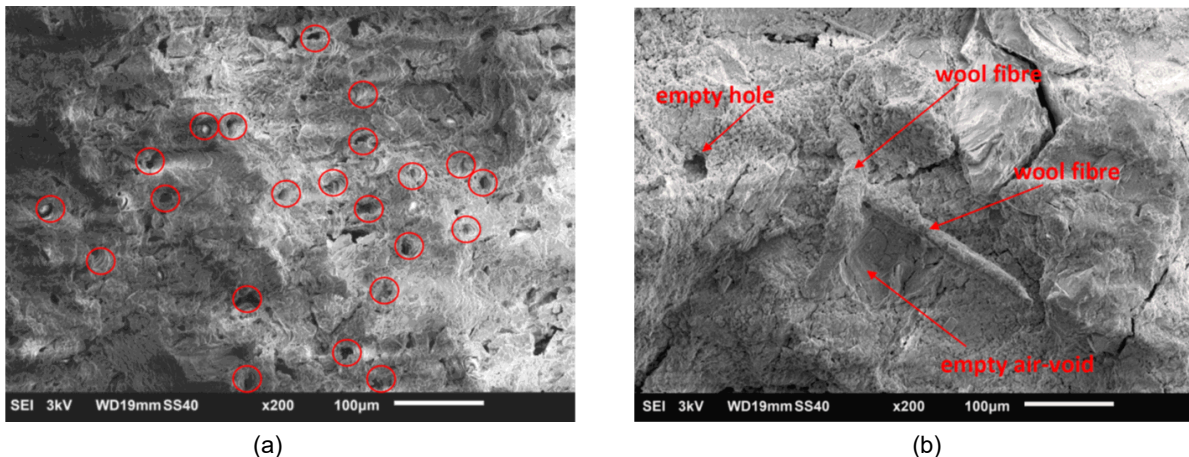 wool fibre
empty hole
wool fibre
empty air-void
SEI 3kV WD19mm SS40 x200 100µm
SEI 3kV WD19mm SS40 x200 100µm
(a)
(b)